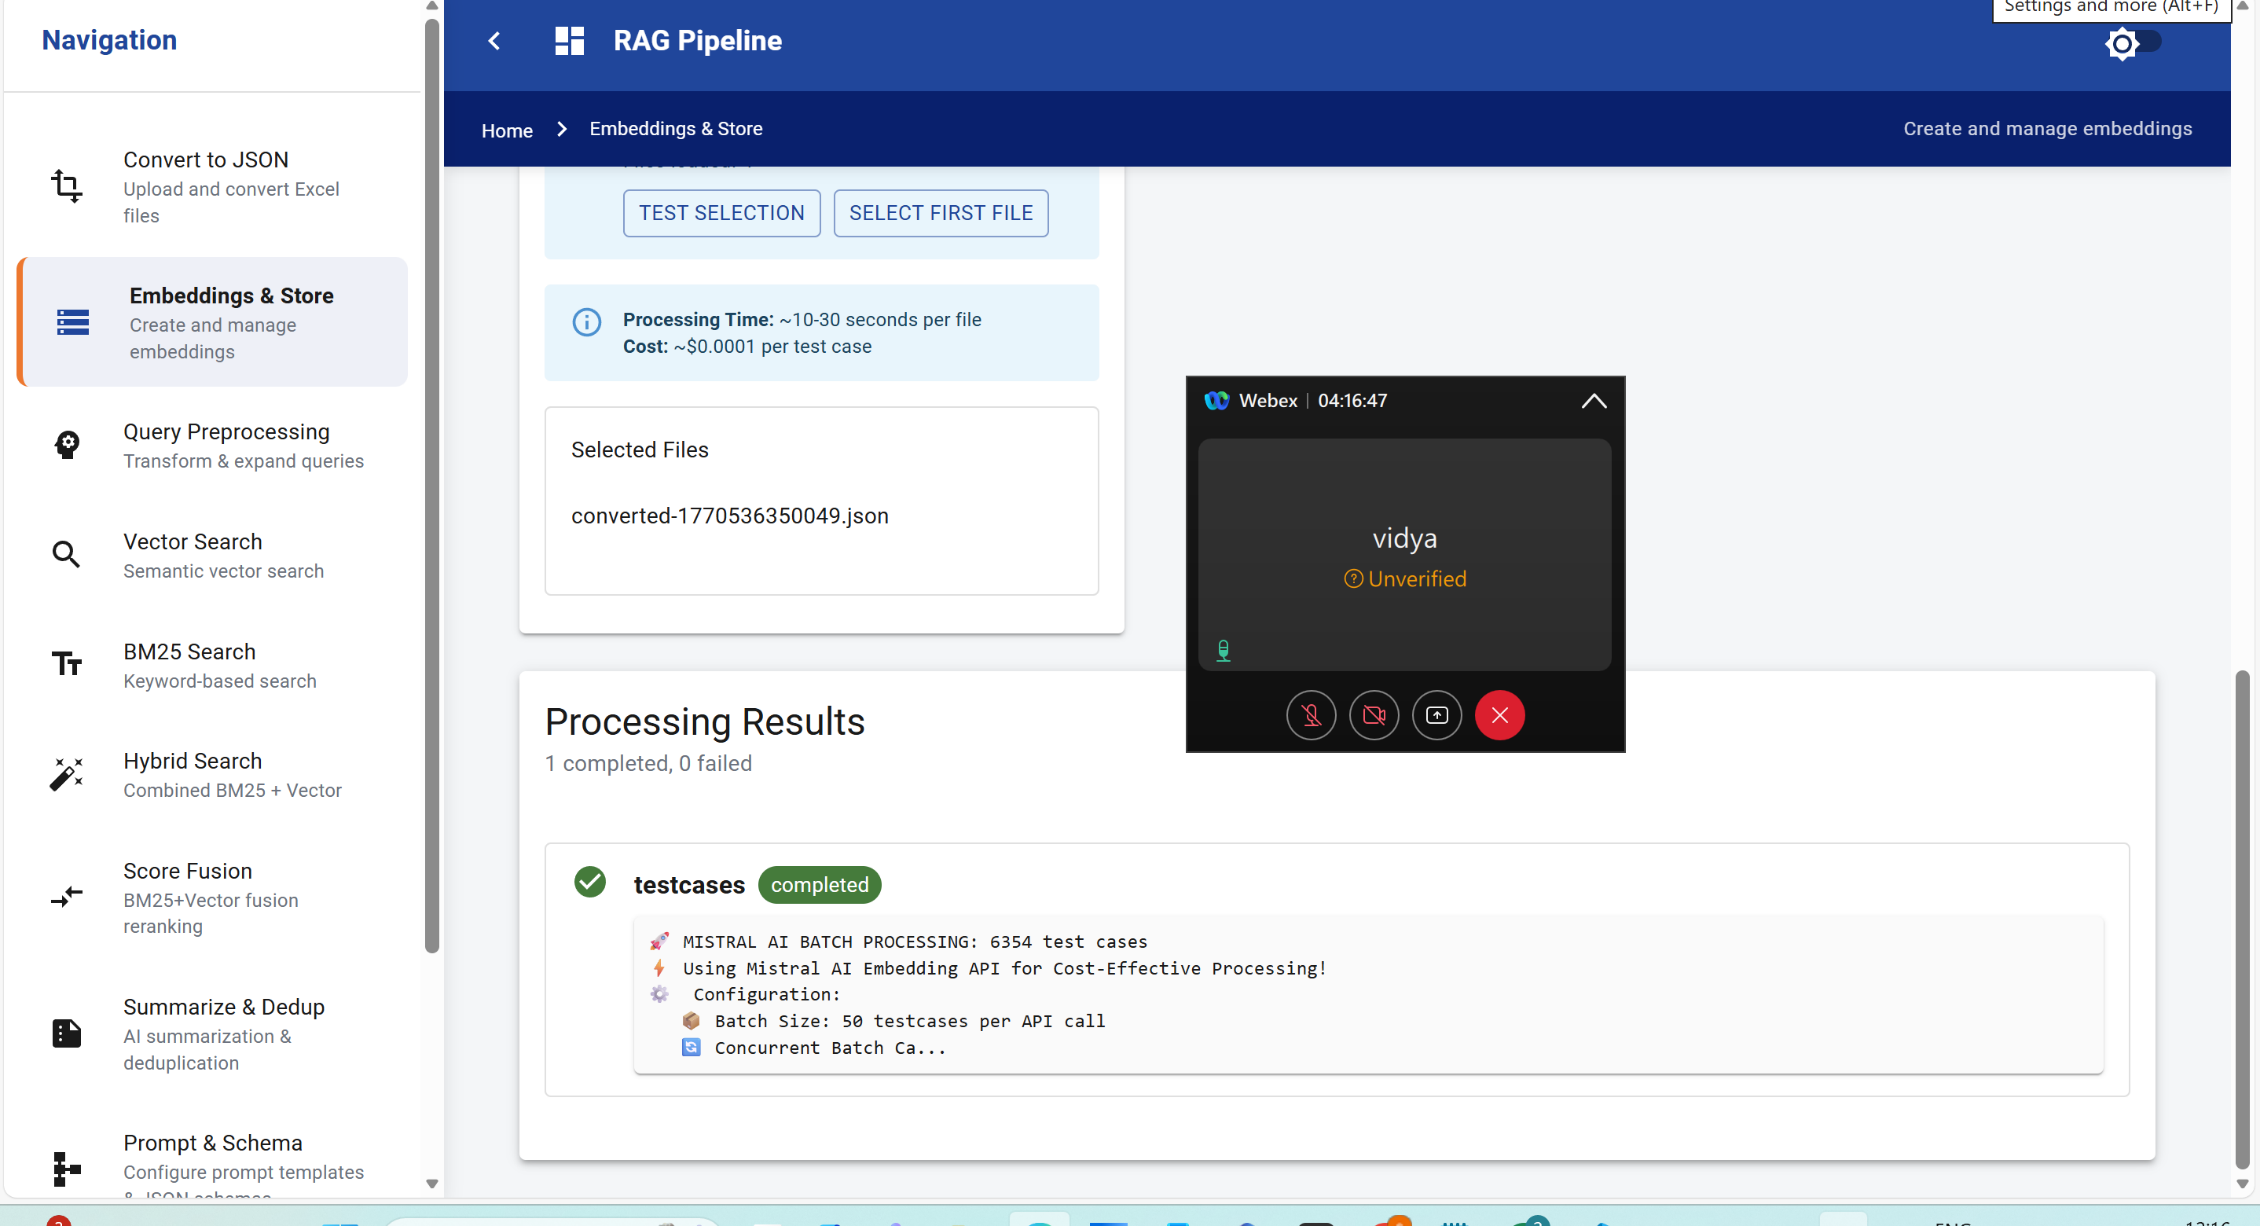 Settings and more (Alt+F)
Navigation
RAG Pipeline
Home
Embeddings & Store
Create and manage embeddings
Convert to JSON
Upload and convert Excel
files
Embeddings & Store
Create and manage
embeddings
Query Preprocessing
Transform & expand queries
Vector Search
Semantic vector search
BM25 Search
Keyword-based search
Hybrid Search
Combined BM25 + Vector
Score Fusion
BM25+Vector fusion
reranking
Summarize & Dedup
AI summarization &
deduplication
Prompt & Schema
Configure prompt templates
& JSON schemas
TEST SELECTION
SELECT FIRST FILE
Processing Time: ~10-30 seconds per file
Cost: ~$0.0001 per test case
Selected Files
converted-1770536350049.json
Webex | 04:16:47
vidya
Unverified
Processing Results
1 completed, 0 failed
testcases completed
🚀 MISTRAL AI BATCH PROCESSING: 6354 test cases
⚡ Using Mistral AI Embedding API for Cost-Effective Processing!
⚙️ Configuration:
📦 Batch Size: 50 testcases per API call
🔄 Concurrent Batch Ca...